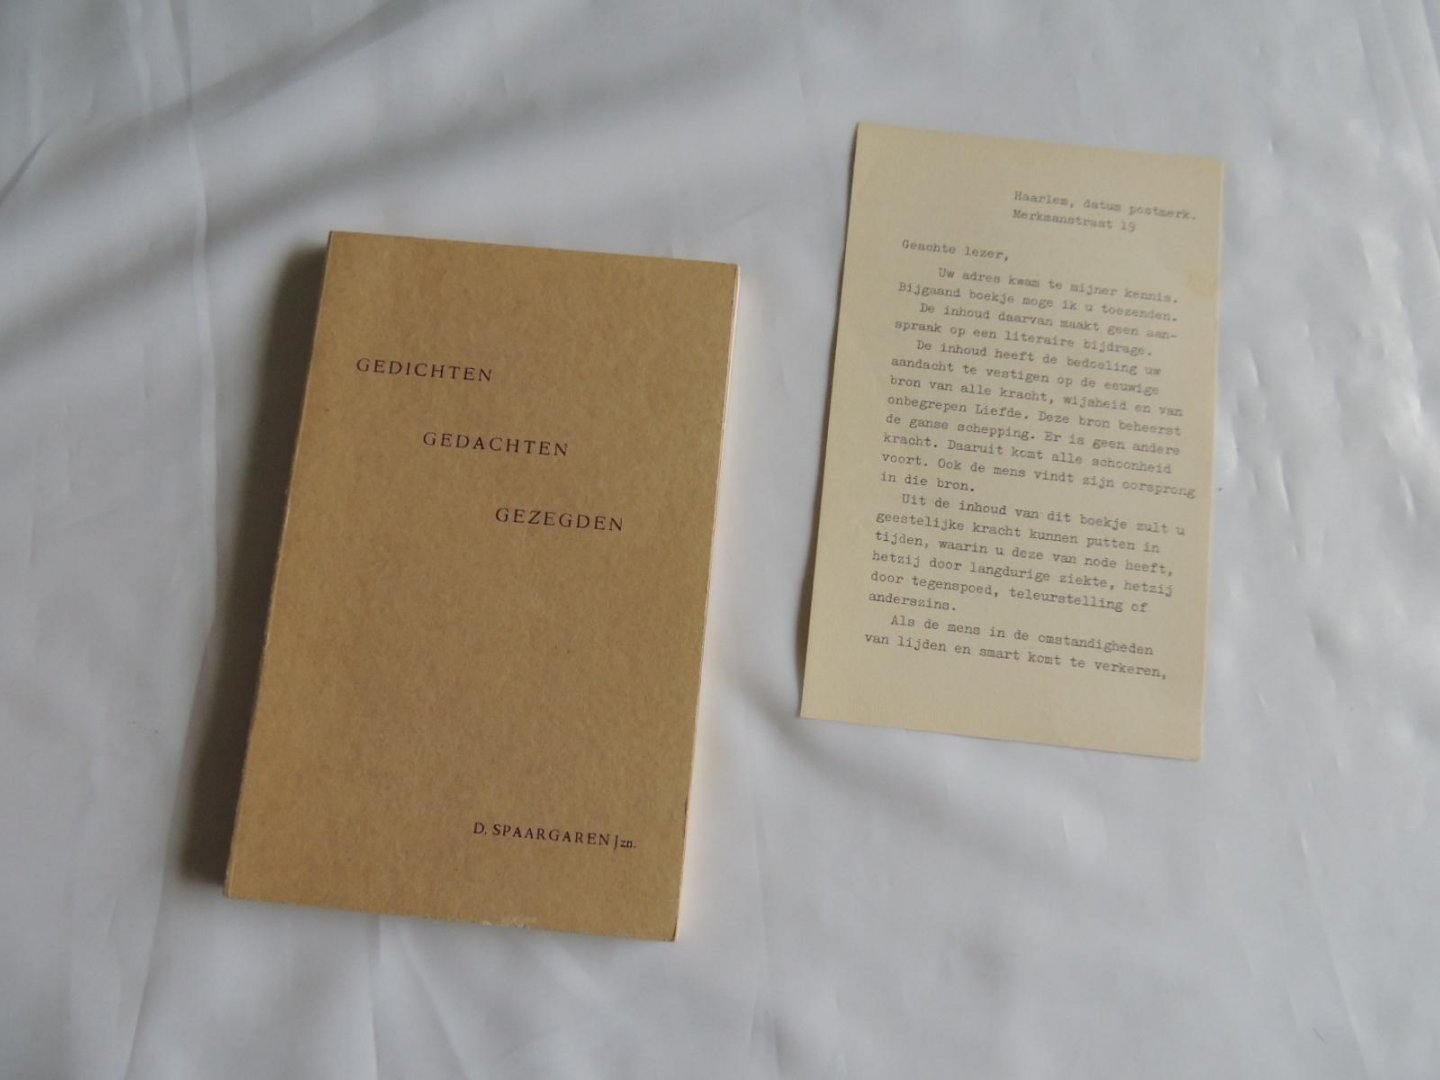 GEDICHTEN
GEDACHTEN
GEZEGDEN
D. SPAARGAREN Jzn.
Haarlem, datum postmerk.
Merkmanstraat 19
Geachte lezer,
Uw adres kwam te mijner kennis.
Bijgaand boekje moge ik u toezenden.
De inhoud daarvan maakt geen aan-
spraak op een literaire bijdrage.
De inhoud heeft de bedoeling uw
aandacht te vestigen op de eeuwige
bron van alle kracht, wijsheid en van
onbegrepen Liefde. Deze bron beheerst
de ganse schepping. Er is geen andere
kracht. Daaruit komt alle schoonheid
voort. Ook de mens vindt zijn oorsprong
in die bron.
Uit de inhoud van dit boekje zult u
geestelijke kracht kunnen putten in
tijden, waarin u deze van node heeft,
hetzij door langdurige ziekte, hetzij
door tegenspoed, teleurstelling of
anderszins.
Als de mens in de omstandigheden
van lijden en smart komt te verkeren,